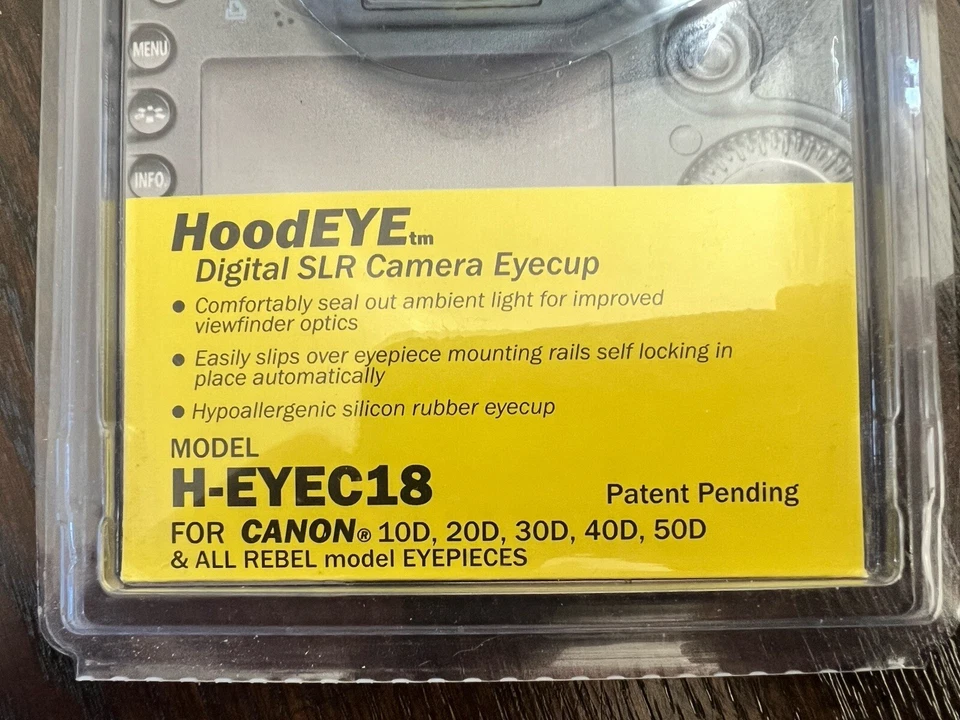 MENU
INFO.
HoodEYE tm
Digital SLR Camera Eyecup
● Comfortably seal out ambient light for improved
viewfinder optics
● Easily slips over eyepiece mounting rails self locking in
place automatically
● Hypoallergenic silicon rubber eyecup
MODEL
H-EYEC18
Patent Pending
FOR CANON® 10D, 20D, 30D, 40D, 50D
& ALL REBEL model EYEPIECES